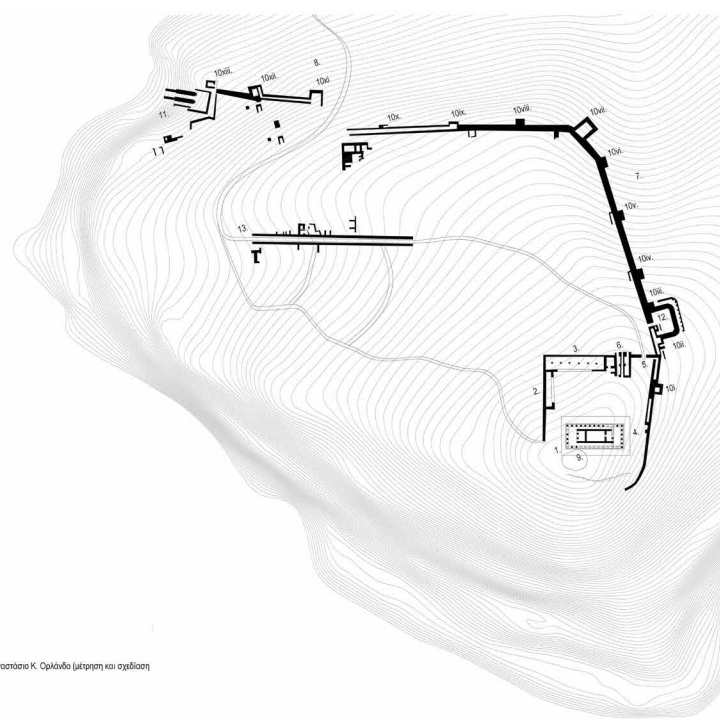 8.
10xiii.
10xii.
10xi.
11.
10x.
10ix.
10viii.
10vii.
10vi.
7.
10v.
13.
10iv.
10iii.
12.
10ii.
3.
6.
5.
2.
10i.
4.
1.
9.
ταστάσιο Κ. Ορλάνδο (μέτρηση και σχεδίαση